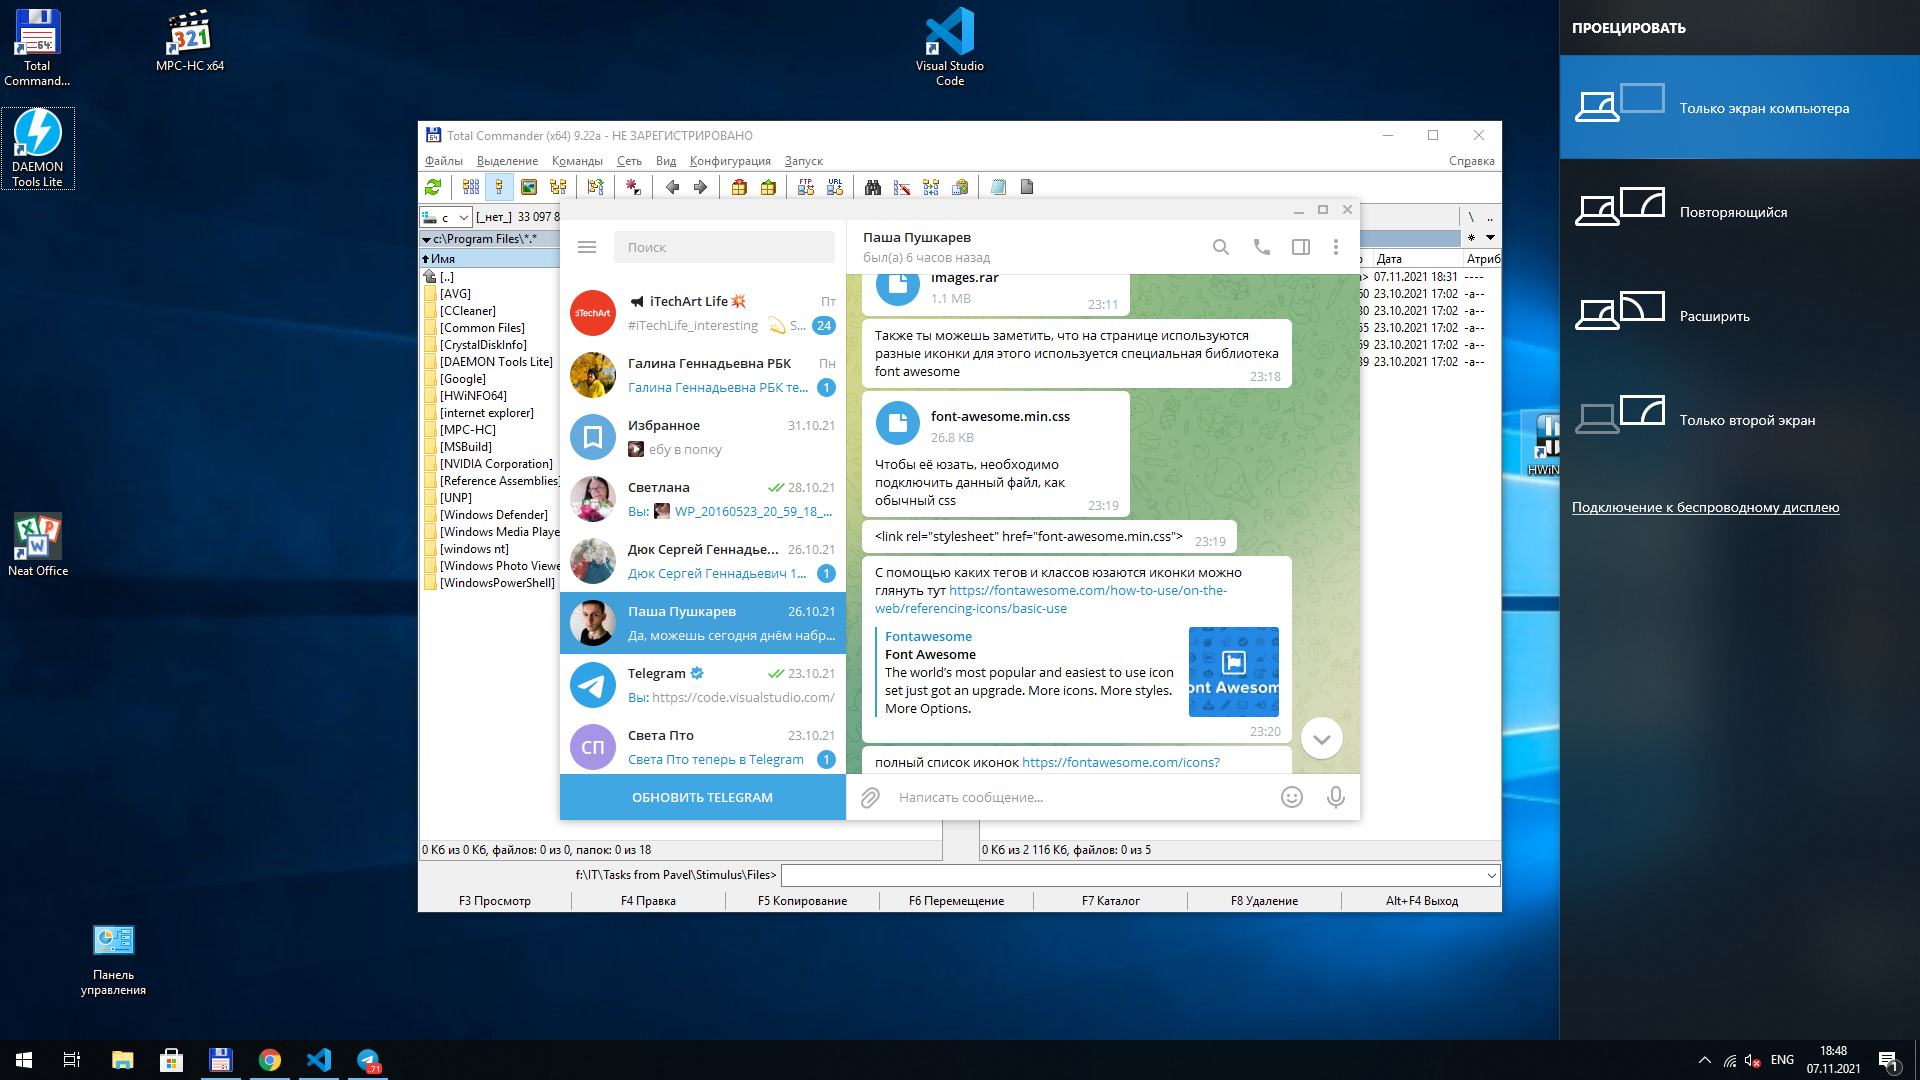 Total
Command...
MPC-HC x64
Visual Studio
Code
DAEMON
Tools Lite
Neat Office
Панель
управления
Total Commander (x64) 9.22a - НЕ ЗАРЕГИСТРИРОВАНО
Файлы Выделение Команды Сеть Вид Конфигурация Запуск Справка
FTP URL
c [_нет_] 33 097 8 \ ..
c:\Program Files\*.* *
Имя
[..]
[AVG]
[CCleaner]
[Common Files]
[CrystalDiskInfo]
[DAEMON Tools Lite]
[Google]
[HWiNFO64]
[internet explorer]
[MPC-HC]
[MSBuild]
[NVIDIA Corporation]
[Reference Assemblies]
[UNP]
[Windows Defender]
[Windows Media Playe
[windows nt]
[Windows Photo Viewe
[WindowsPowerShell]
Дата Атриб
07.11.2021 18:31 ----
23.10.2021 17:02 -a--
23.10.2021 17:02 -a--
23.10.2021 17:02 -a--
23.10.2021 17:02 -a--
23.10.2021 17:02 -a--
Поиск
iTechArt
iTechArt Life Пт
#iTechLife_interesting S... 24
Галина Геннадьевна РБК Пн
Галина Геннадьевна РБК те... 1
Избранное 31.10.21
ебу в попку
Светлана 28.10.21
Вы: WP_20160523_20_59_18_...
Дюк Сергей Геннадье... 26.10.21
Дюк Сергей Геннадьевич 1... 1
Паша Пушкарев 26.10.21
Да, можешь сегодня днём набр...
Telegram 23.10.21
Вы: https://code.visualstudio.com/
СП
Света Пто 23.10.21
Света Пто теперь в Telegram 1
ОБНОВИТЬ TELEGRAM
Паша Пушкарев
был(а) 6 часов назад
images.rar
1.1 MB
23:11
Также ты можешь заметить, что на странице используются
разные иконки для этого используется специальная библиотека
font awesome
23:18
font-awesome.min.css
26.8 KB
Чтобы её юзать, необходимо
подключить данный файл, как
обычный css
23:19
<link rel="stylesheet" href="font-awesome.min.css"> 23:19
С помощью каких тегов и классов юзаются иконки можно
глянуть тут https://fontawesome.com/how-to-use/on-the-
web/referencing-icons/basic-use
Fontawesome
Font Awesome
The world's most popular and easiest to use icon
set just got an upgrade. More icons. More styles.
More Options.
ont Awesom
23:20
полный список иконок https://fontawesome.com/icons?
Написать сообщение...
0 Кб из 0 Кб, файлов: 0 из 0, папок: 0 из 18
0 Кб из 2 116 Кб, файлов: 0 из 5
f:\IT\Tasks from Pavel\Stimulus\Files>
F3 Просмотр F4 Правка F5 Копирование F6 Перемещение F7 Каталог F8 Удаление Alt+F4 Выход
HWiN
ПРОЕЦИРОВАТЬ
Только экран компьютера
Повторяющийся
Расширить
Только второй экран
Подключение к беспроводному дисплею
ENG
18:48
07.11.2021
1